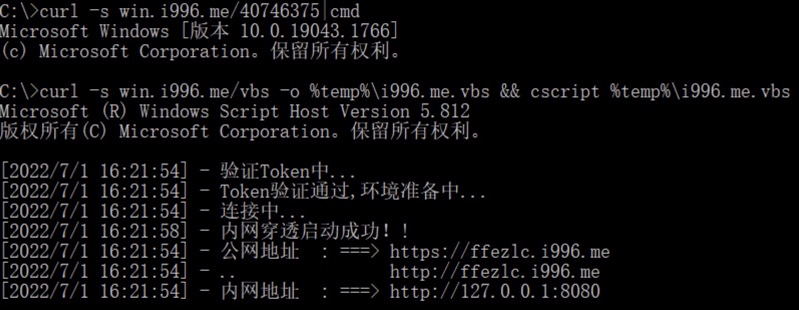 C:\>curl -s win.i996.me/40746375|cmd
Microsoft Windows [版本 10.0.19043.1766]
(c) Microsoft Corporation。保留所有权利。
C:\>curl -s win.i996.me/vbs -o %temp%\i996.me.vbs && cscript %temp%\i996.me.vbs
Microsoft (R) Windows Script Host Version 5.812
版权所有(C) Microsoft Corporation。保留所有权利。
[2022/7/1 16:21:54] - 验证Token中...
[2022/7/1 16:21:54] - Token验证通过,环境准备中...
[2022/7/1 16:21:54] - 连接中...
[2022/7/1 16:21:58] - 内网穿透启动成功！!
[2022/7/1 16:21:54] - 公网地址 : ===> https://ffezlc.i996.me
[2022/7/1 16:21:54] - .. http://ffezlc.i996.me
[2022/7/1 16:21:54] - 内网地址 : ===> http://127.0.0.1:8080